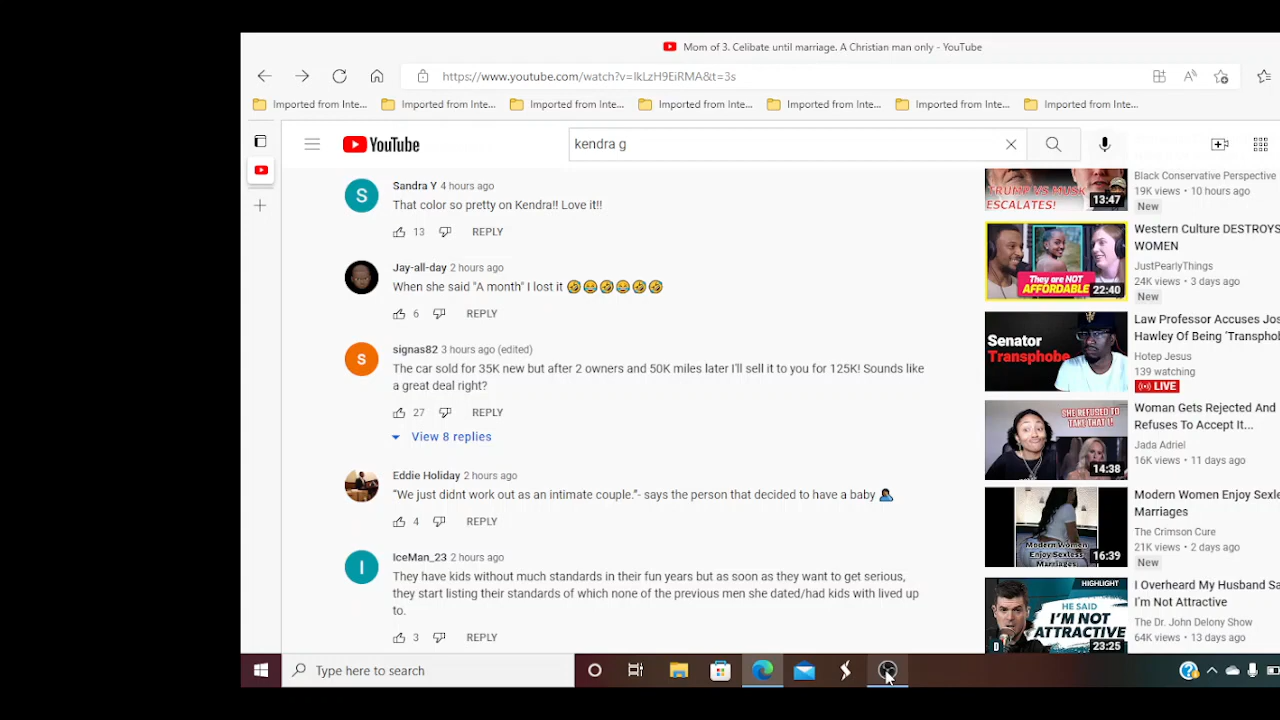 Mom of 3. Celibate until marriage. A Christian man only - YouTube
https://www.youtube.com/watch?v=lkLzH9EiRMA&t=3s
Imported from Inte...
Imported from Inte...
Imported from Inte...
Imported from Inte...
Imported from Inte...
Imported from Inte...
Imported from Inte...
YouTube
kendra g
Sandra Y 4 hours ago
That color so pretty on Kendra!! Love it!!
13 REPLY
Jay-all-day 2 hours ago
When she said "A month" I lost it 🤣😂🤣😂🤣🤣
6 REPLY
S
signas82 3 hours ago (edited)
The car sold for 35K new but after 2 owners and 50K miles later I'll sell it to you for 125K! Sounds like
a great deal right?
27 REPLY
View 8 replies
Eddie Holiday 2 hours ago
"We just didnt work out as an intimate couple."- says the person that decided to have a baby 🤦🏿‍♂️
4 REPLY
I
IceMan_23 2 hours ago
They have kids without much standards in their fun years but as soon as they want to get serious,
they start listing their standards of which none of the previous men she dated/had kids with lived up
to.
3 REPLY
S
TRUMP VS MUSK
ESCALATES!
13:47
Black Conservative Perspective
19K views • 10 hours ago
New
They are NOT
AFFORDABLE
22:40
Western Culture DESTROYS
WOMEN
JustPearlyThings
24K views • 3 days ago
New
Senator
Transphobe
Law Professor Accuses Jos
Hawley Of Being 'Transphol
Hotep Jesus
139 watching
LIVE
SHE REFUSED TO
TAKE THAT L!
14:38
Woman Gets Rejected And
Refuses To Accept It...
Jada Adriel
16K views • 11 days ago
Modern Women
Enjoy Sexless
Marriages
16:39
Modern Women Enjoy Sexle
Marriages
The Crimson Cure
21K views • 2 days ago
New
HIGHLIGHT
HE SAID
I'M NOT
ATTRACTIVE
23:25
I Overheard My Husband Sa
I'm Not Attractive
The Dr. John Delony Show
64K views • 13 days ago
Type here to search